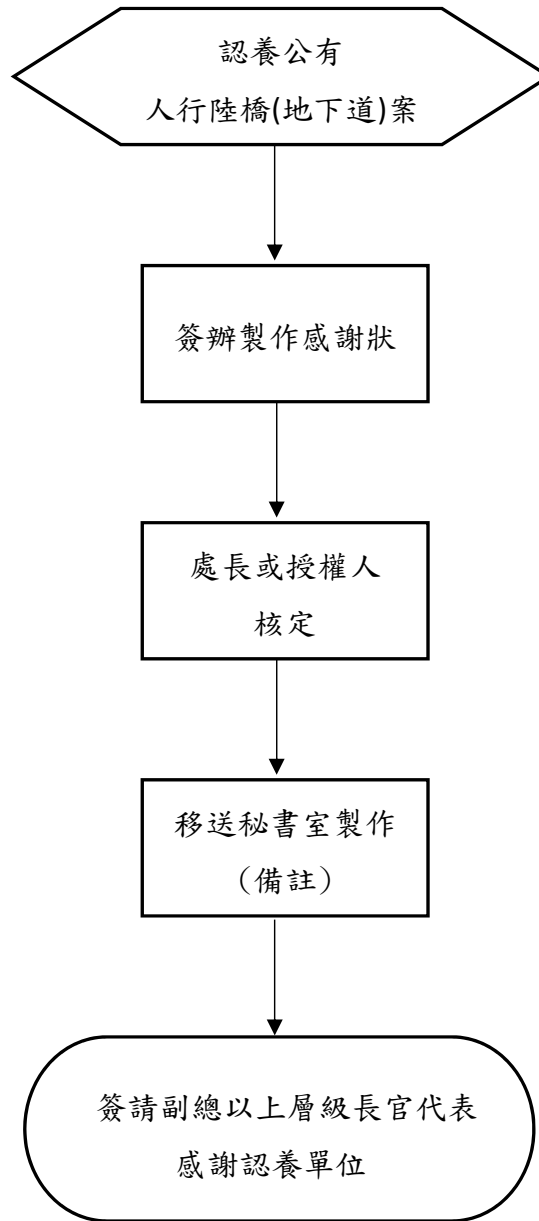 認養公有
人行陸橋(地下道)案
簽辦製作感謝狀
處長或授權人
核定
移送秘書室製作
(備註)
簽請副總以上層級長官代表
感謝認養單位